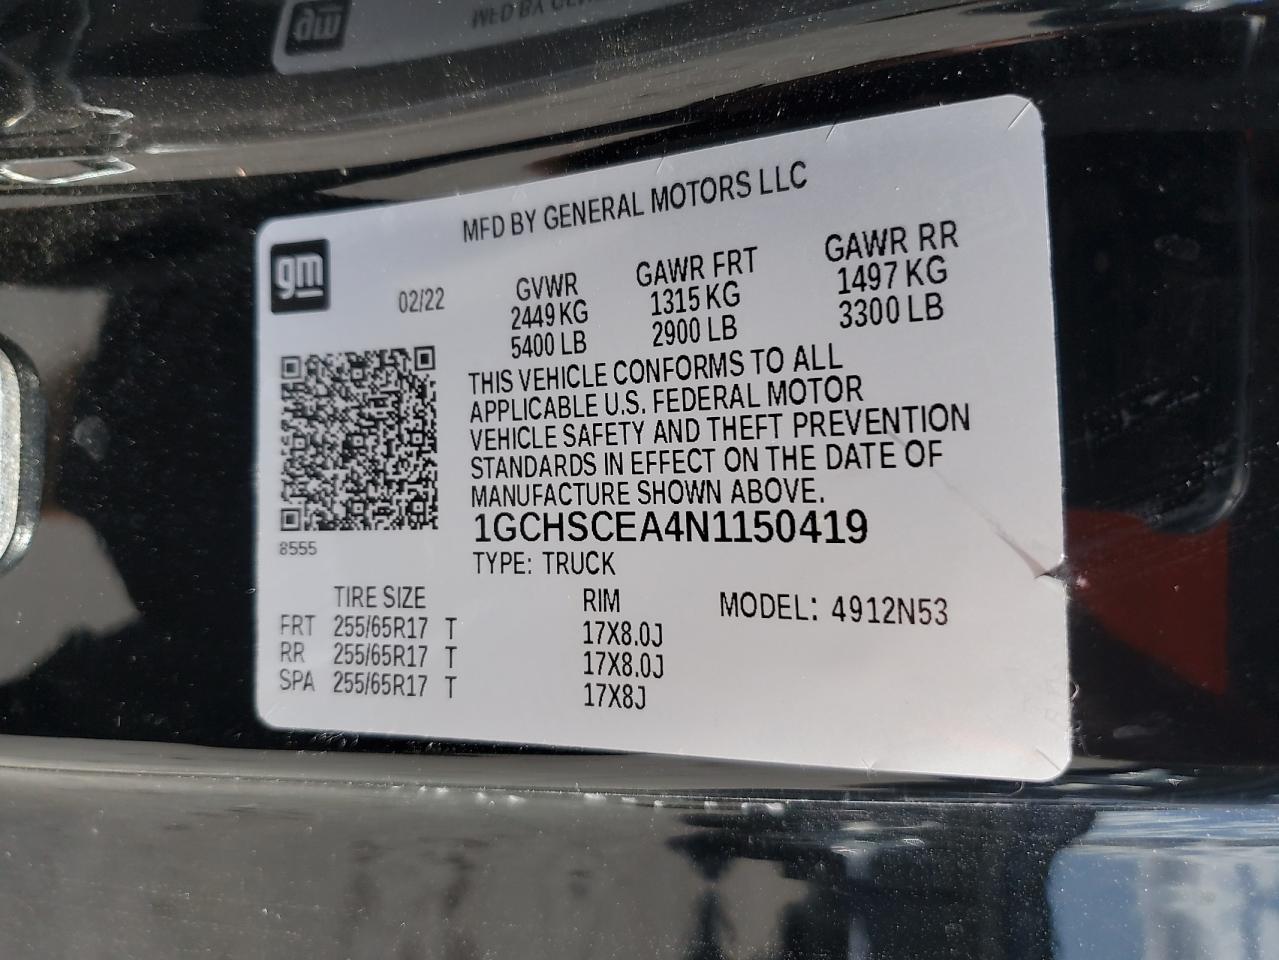 MFD BY GENERAL MOTORS LLC
gm
02/22
GVWR GAWR FRT GAWR RR
2449 KG 1315 KG 1497 KG
5400 LB 2900 LB 3300 LB
THIS VEHICLE CONFORMS TO ALL
APPLICABLE U.S. FEDERAL MOTOR
VEHICLE SAFETY AND THEFT PREVENTION
STANDARDS IN EFFECT ON THE DATE OF
MANUFACTURE SHOWN ABOVE.
1GCHSCEA4N1150419
8555
TYPE: TRUCK
TIRE SIZE RIM MODEL: 4912N53
FRT 255/65R17 T 17X8.0J
RR 255/65R17 T 17X8.0J
SPA 255/65R17 T 17X8J